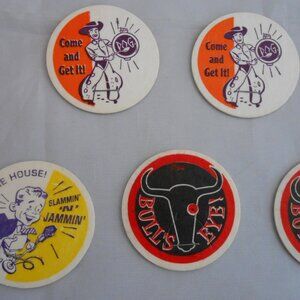 Come
and
Get It!
DOG
Come
and
Get It!
DOG
E HOUSE!
SLAMMIN'
'N'
JAMMIN'
BULL'S EYE!